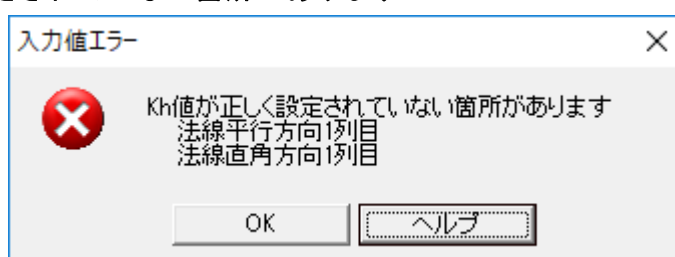 入力値エラー
Kh値が正しく設定されていない箇所があります
法線平行方向1列目
法線直角方向1列目
OK
ヘルプ